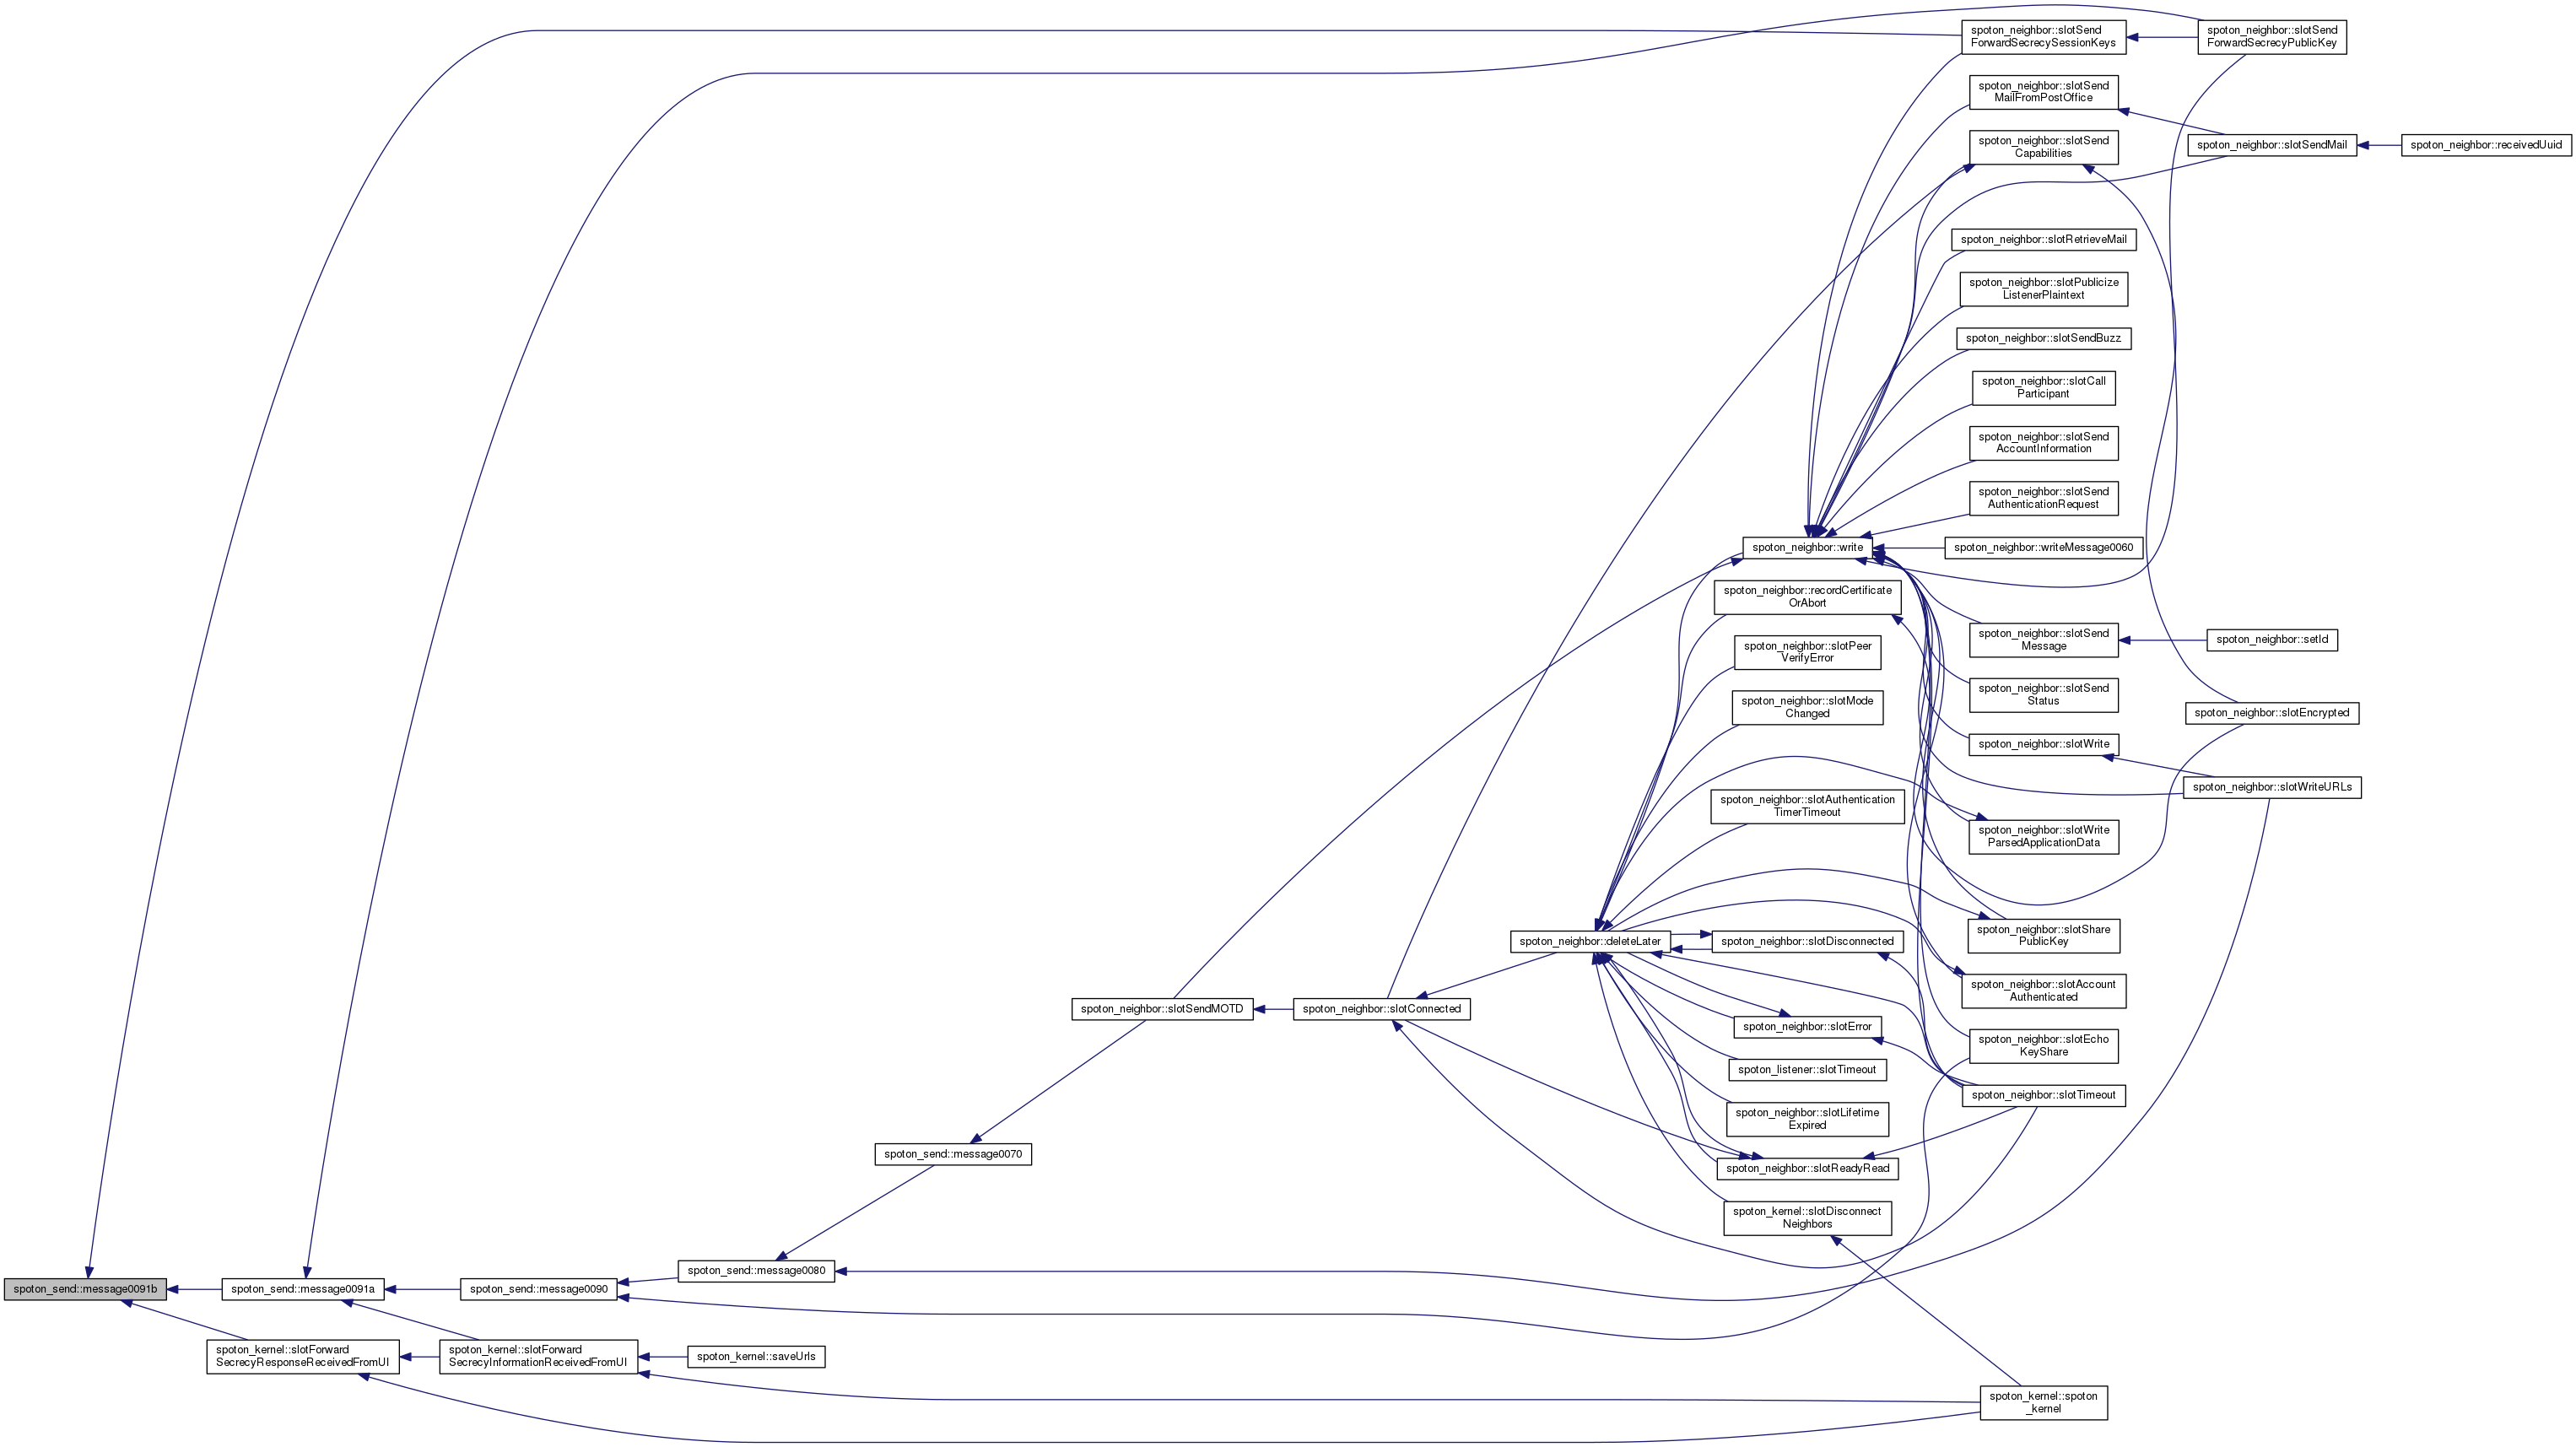 spoton_neighbor::slotSend
ForwardSecrecySessionKeys
spoton_neighbor::slotSend
ForwardSecrecyPublicKey
spoton_neighbor::slotSend
MailFromPostOffice
spoton_neighbor::slotSend
Capabilities
spoton_neighbor::slotSendMail
spoton_neighbor::receivedUuid
spoton_neighbor::slotRetrieveMail
spoton_neighbor::slotPublicize
ListenerPlaintext
spoton_neighbor::slotSendBuzz
spoton_neighbor::slotCall
Participant
spoton_neighbor::slotSend
AccountInformation
spoton_neighbor::slotSend
AuthenticationRequest
spoton_neighbor::write
spoton_neighbor::writeMessage0060
spoton_neighbor::recordCertificate
OrAbort
spoton_neighbor::slotSend
Message
spoton_neighbor::setId
spoton_neighbor::slotPeer
VerifyError
spoton_neighbor::slotSend
Status
spoton_neighbor::slotMode
Changed
spoton_neighbor::slotEncrypted
spoton_neighbor::slotWrite
spoton_neighbor::slotWriteURLs
spoton_neighbor::slotAuthentication
TimerTimeout
spoton_neighbor::slotWrite
ParsedApplicationData
spoton_neighbor::deleteLater
spoton_neighbor::slotDisconnected
spoton_neighbor::slotShare
PublicKey
spoton_neighbor::slotSendMOTD
spoton_neighbor::slotConnected
spoton_neighbor::slotAccount
Authenticated
spoton_neighbor::slotError
spoton_neighbor::slotEcho
KeyShare
spoton_listener::slotTimeout
spoton_neighbor::slotTimeout
spoton_neighbor::slotLifetime
Expired
spoton_send::message0070
spoton_neighbor::slotReadyRead
spoton_kernel::slotDisconnect
Neighbors
spoton_send::message0080
spoton_send::message0091b
spoton_send::message0091a
spoton_send::message0090
spoton_kernel::slotForward
SecrecyResponseReceivedFromUI
spoton_kernel::slotForward
SecrecyInformationReceivedFromUI
spoton_kernel::saveUrls
spoton_kernel::spoton
_kernel